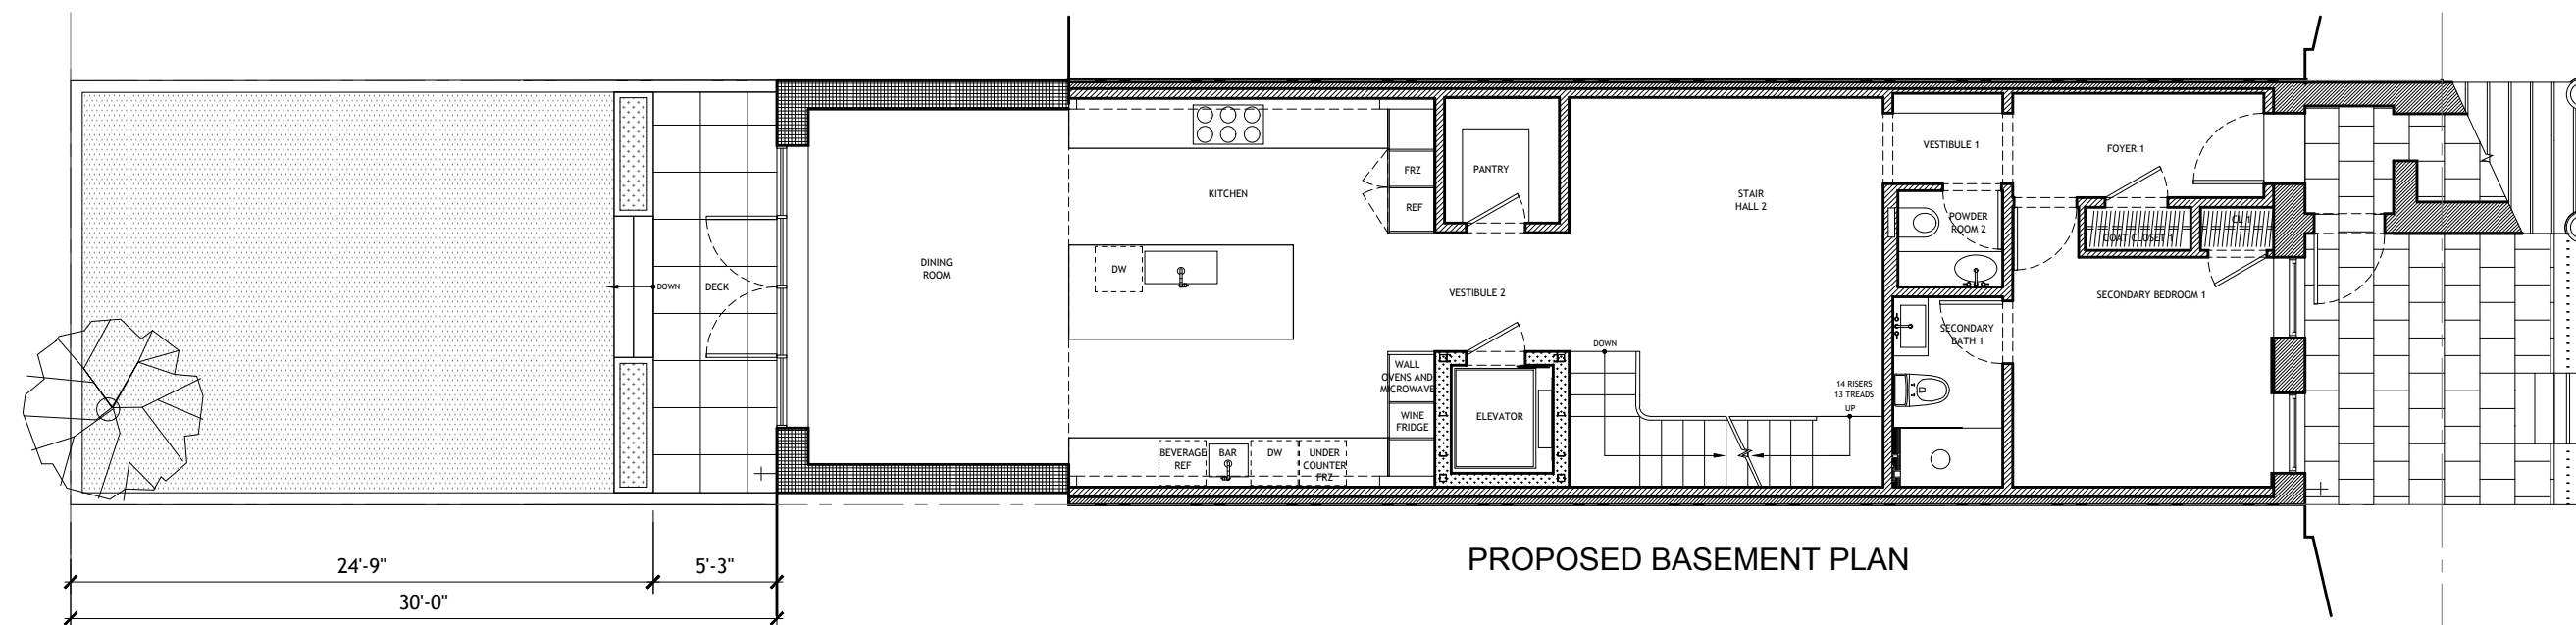 VESTIBULE 1
FOYER 1
FRZ
PANTRY
KITCHEN
STAIR
HALL 2
REF
POWDER
ROOM 2
CL 1
COAT CLOSET 1
DINING
ROOM
DW
DOWN
DECK
VESTIBULE 2
SECONDARY BEDROOM 1
SECONDARY
BATH 1
DOWN
WALL
OVENS AND
MICROWAVE
14 RISERS
13 TREADS
UP
WINE
FRIDGE
ELEVATOR
BEVERAGE
REF
BAR
DW
UNDER
COUNTER
FRZ
PROPOSED BASEMENT PLAN
24'-9"
5'-3"
30'-0"